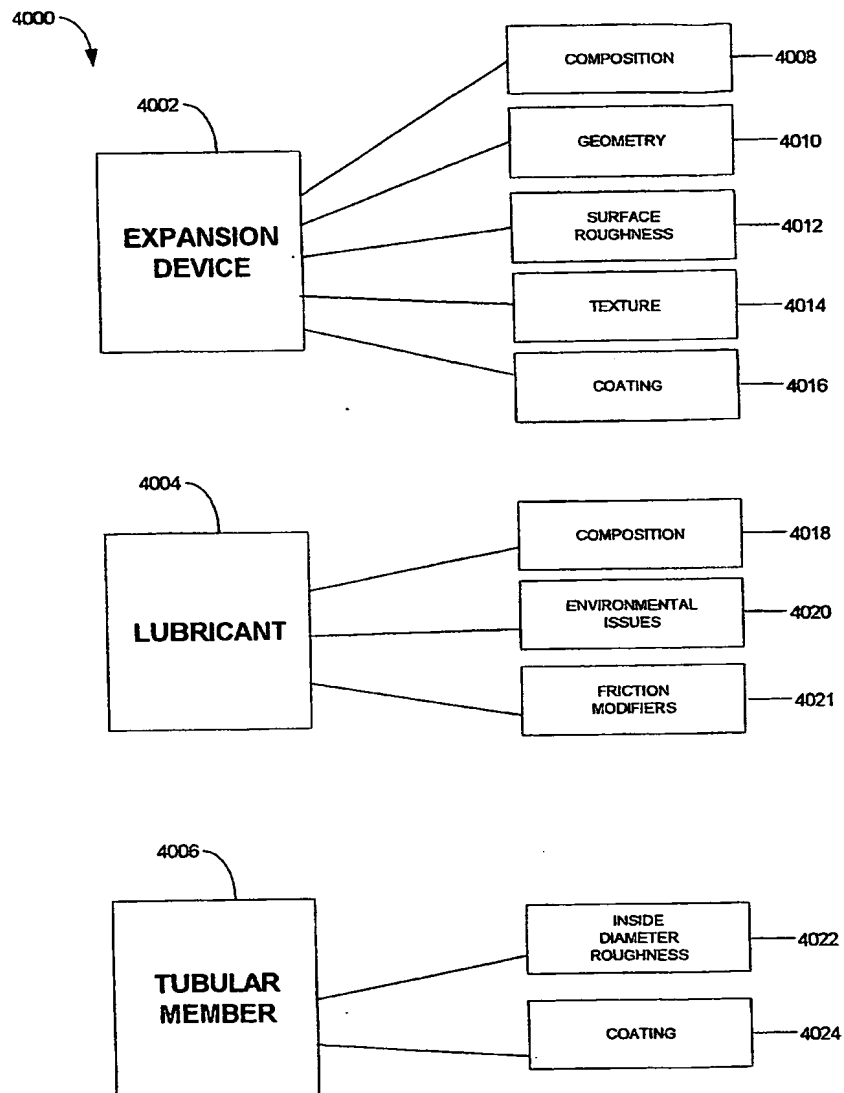 4000
4002
EXPANSION
DEVICE
COMPOSITION
4008
GEOMETRY
4010
SURFACE
ROUGHNESS
4012
TEXTURE
4014
COATING
4016
4004
LUBRICANT
COMPOSITION
4018
ENVIRONMENTAL
ISSUES
4020
FRICTION
MODIFIERS
4021
4006
TUBULAR
MEMBER
INSIDE
DIAMETER
ROUGHNESS
4022
COATING
4024